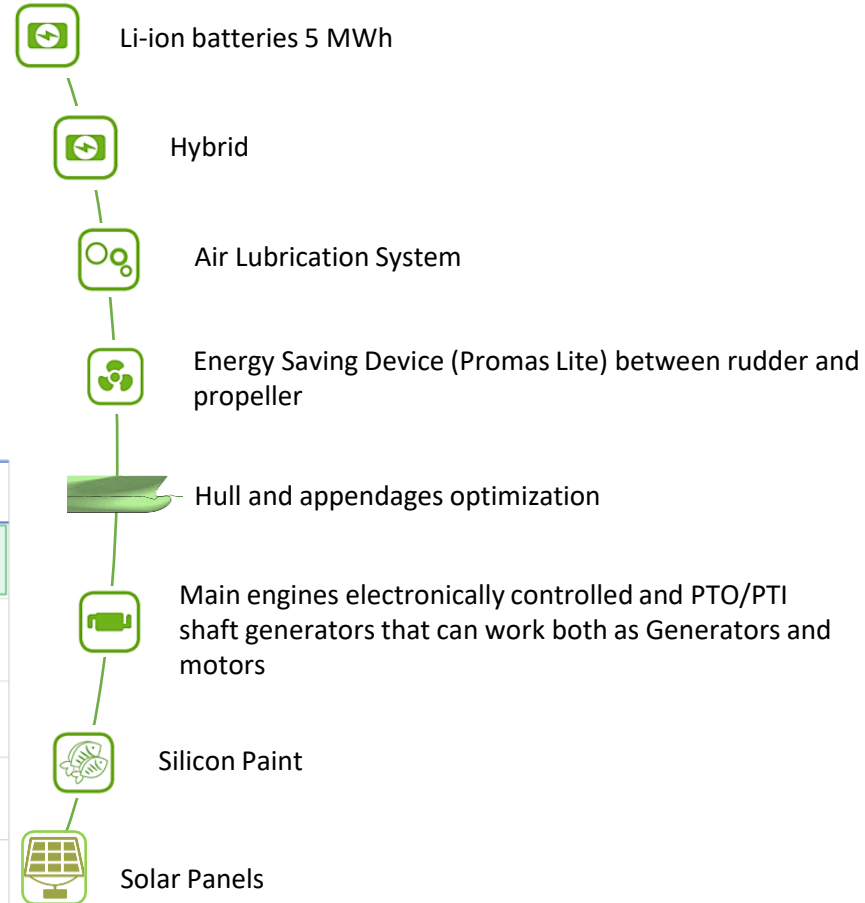 Li-ion batteries 5 MWh
Hybrid
Air Lubrication System
Energy Saving Device (Promas Lite) between rudder and
propeller
Hull and appendages optimization
Main engines electronically controlled and PTO/PTI
shaft generators that can work both as Generators and
motors
Silicon Paint
Solar Panels